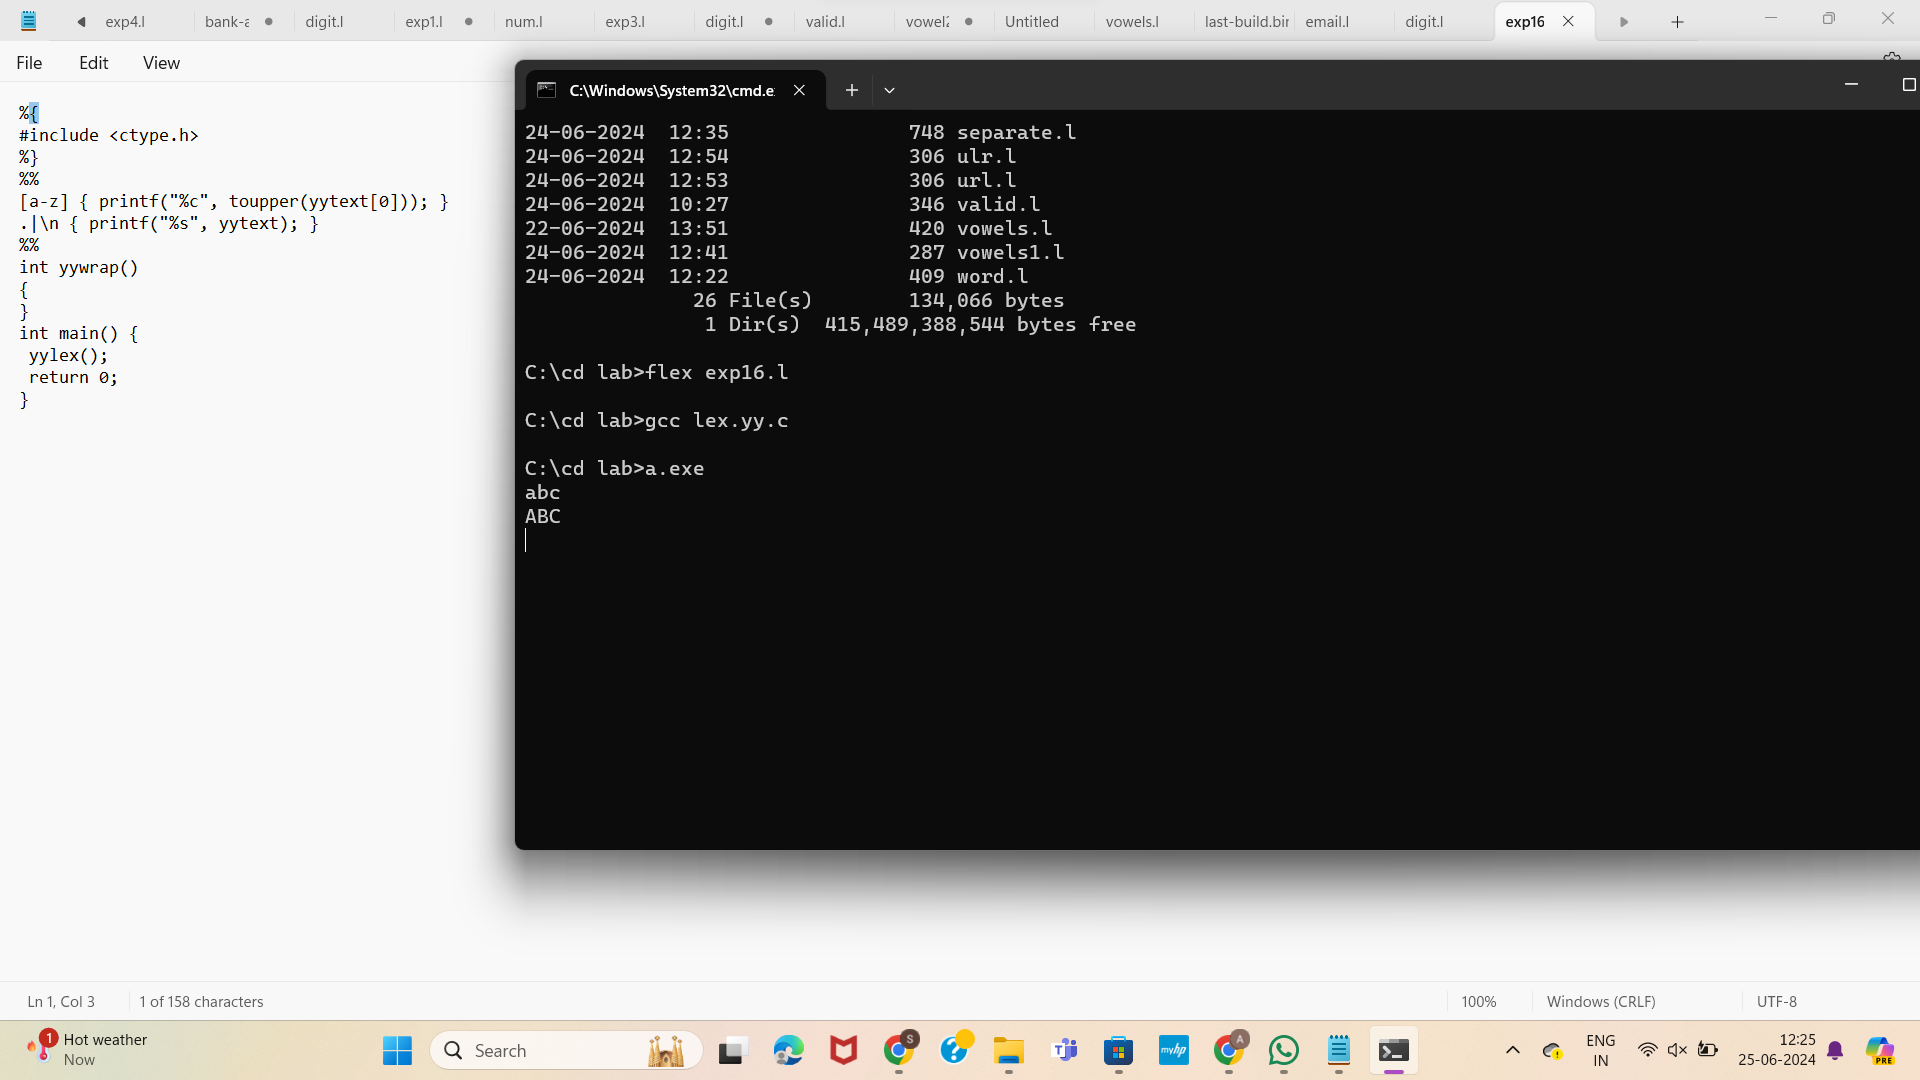 exp4.l
bank-a
digit.l
exp1.l
num.l
exp3.l
digit.l
valid.l
vowel2
Untitled
vowels.l
last-build.bin
email.l
digit.l
exp16
File Edit View
%{
#include <ctype.h>
%}
%%
[a-z] { printf("%c", toupper(yytext[0])); }
.|\n { printf("%s", yytext); }
%%
int yywrap()
{
}
int main() {
 yylex();
 return 0;
}
C:\Windows\System32\cmd.e
24-06-2024  12:35               748 separate.l
24-06-2024  12:54               306 ulr.l
24-06-2024  12:53               306 url.l
24-06-2024  10:27               346 valid.l
22-06-2024  13:51               420 vowels.l
24-06-2024  12:41               287 vowels1.l
24-06-2024  12:22               409 word.l
              26 File(s)        134,066 bytes
               1 Dir(s)  415,489,388,544 bytes free
C:\cd lab>flex exp16.l
C:\cd lab>gcc lex.yy.c
C:\cd lab>a.exe
abc
ABC
Ln 1, Col 3
1 of 158 characters
100%
Windows (CRLF)
UTF-8
1
Hot weather
Now
Search
S
T
myhp
A
ENG
IN
12:25
25-06-2024
PRE